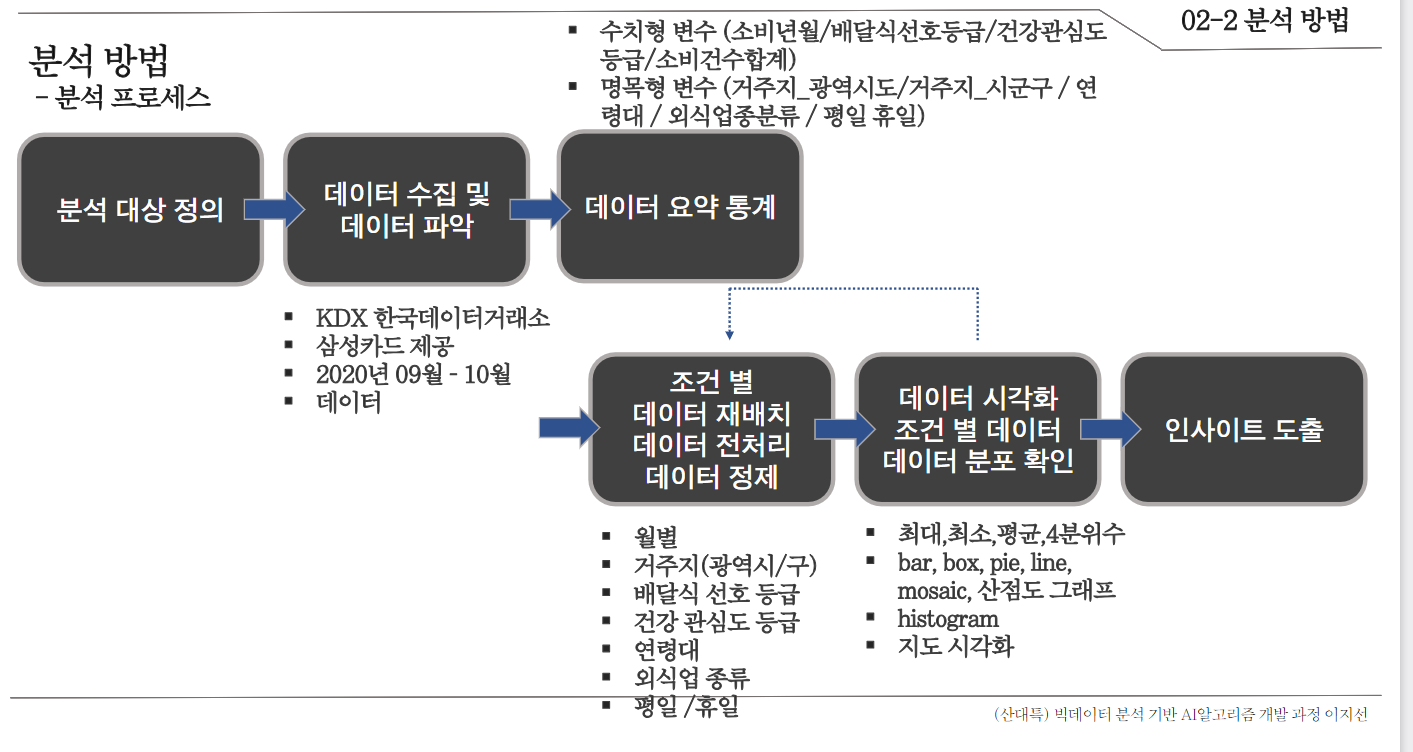 02-2 분석 방법
분석 방법
- 분석 프로세스
▪ 수치형 변수 (소비년월/배달식선호등급/건강관심도
등급/소비건수합계)
▪ 명목형 변수 (거주지_광역시도/거주지_시군구 / 연
령대 / 외식업종분류 / 평일 휴일)
분석 대상 정의
데이터 수집 및
데이터 파악
데이터 요약 통계
▪ KDX 한국데이터거래소
▪ 삼성카드 제공
▪ 2020년 09월 - 10월
▪ 데이터
조건 별
데이터 재배치
데이터 전처리
데이터 정제
데이터 시각화
조건 별 데이터
데이터 분포 확인
인사이트 도출
▪ 월별
▪ 거주지(광역시/구)
▪ 배달식 선호 등급
▪ 건강 관심도 등급
▪ 연령대
▪ 외식업 종류
▪ 평일 /휴일
▪ 최대,최소,평균,4분위수
▪ bar, box, pie, line,
mosaic, 산점도 그래프
▪ histogram
▪ 지도 시각화
(산대특) 빅데이터 분석 기반 AI알고리즘 개발 과정 이지선